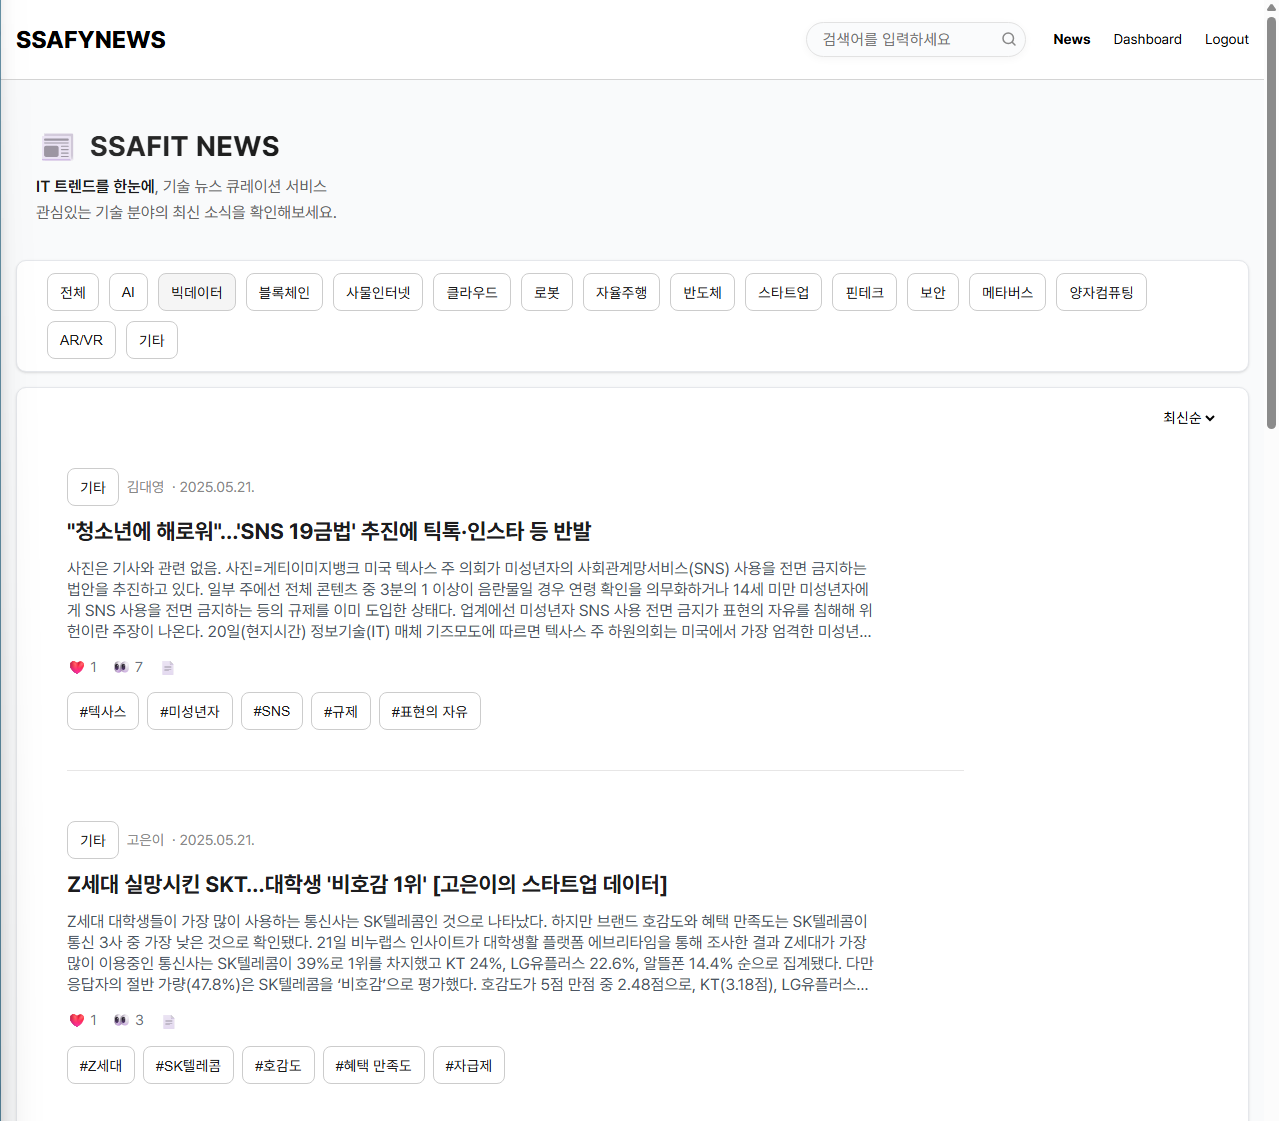 SSAFYNEWS
검색어를 입력하세요
News Dashboard Logout
SSAFIT NEWS
IT 트렌드를 한눈에, 기술 뉴스 큐레이션 서비스
관심있는 기술 분야의 최신 소식을 확인해보세요.
전체 AI 빅데이터 블록체인 사물인터넷 클라우드 로봇 자율주행 반도체 스타트업 핀테크 보안 메타버스 양자컴퓨팅
AR/VR 기타
최신순
기타 김대영 · 2025.05.21.
"청소년에 해로워"…'SNS 19금법' 추진에 틱톡·인스타 등 반발
사진은 기사와 관련 없음. 사진=게티이미지뱅크 미국 텍사스 주 의회가 미성년자의 사회관계망서비스(SNS) 사용을 전면 금지하는
법안을 추진하고 있다. 일부 주에선 전체 콘텐츠 중 3분의 1 이상이 음란물일 경우 연령 확인을 의무화하거나 14세 미만 미성년자에
게 SNS 사용을 전면 금지하는 등의 규제를 이미 도입한 상태다. 업계에선 미성년자 SNS 사용 전면 금지가 표현의 자유를 침해해 위
헌이란 주장이 나온다. 20일(현지시간) 정보기술(IT) 매체 기즈모도에 따르면 텍사스 주 하원의회는 미국에서 가장 엄격한 미성년...
1 7
#텍사스 #미성년자 #SNS #규제 #표현의 자유
기타 고은이 · 2025.05.21.
Z세대 실망시킨 SKT…대학생 '비호감 1위' [고은이의 스타트업 데이터]
Z세대 대학생들이 가장 많이 사용하는 통신사는 SK텔레콤인 것으로 나타났다. 하지만 브랜드 호감도와 혜택 만족도는 SK텔레콤이
통신 3사 중 가장 낮은 것으로 확인됐다. 21일 비누랩스 인사이트가 대학생활 플랫폼 에브리타임을 통해 조사한 결과 Z세대가 가장
많이 이용중인 통신사는 SK텔레콤이 39%로 1위를 차지했고 KT 24%, LG유플러스 22.6%, 알뜰폰 14.4% 순으로 집계됐다. 다만
응답자의 절반 가량(47.8%)은 SK텔레콤을 ‘비호감’으로 평가했다. 호감도가 5점 만점 중 2.48점으로, KT(3.18점), LG유플러스...
1 3
#Z세대 #SK텔레콤 #호감도 #혜택 만족도 #자급제